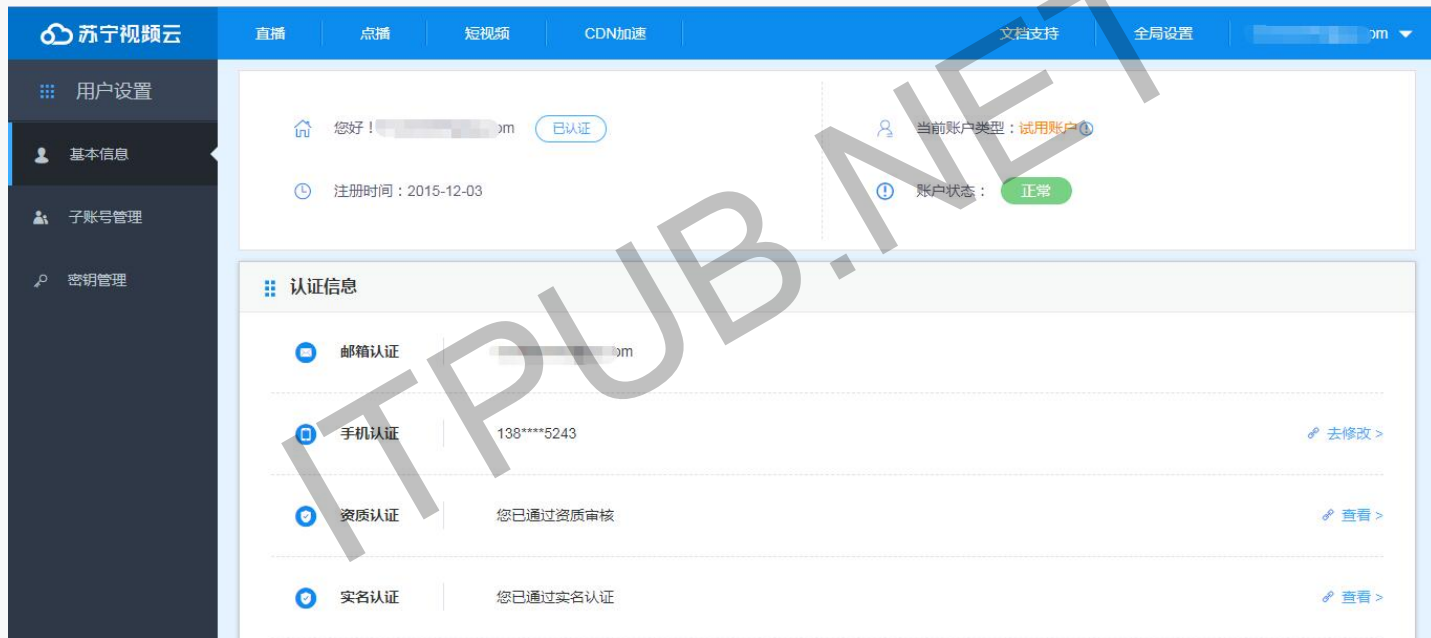 苏宁视频云 直播 点播 短视频 CDN加速 文档支持 全局设置 om
用户设置
基本信息
子账号管理
密钥管理
您好！ om 已认证
当前账户类型：试用账户
注册时间：2015-12-03
账户状态： 正常
认证信息
邮箱认证 om
手机认证 138****5243 去修改 >
资质认证 您已通过资质审核 查看 >
实名认证 您已通过实名认证 查看 >
ITPUB.NET